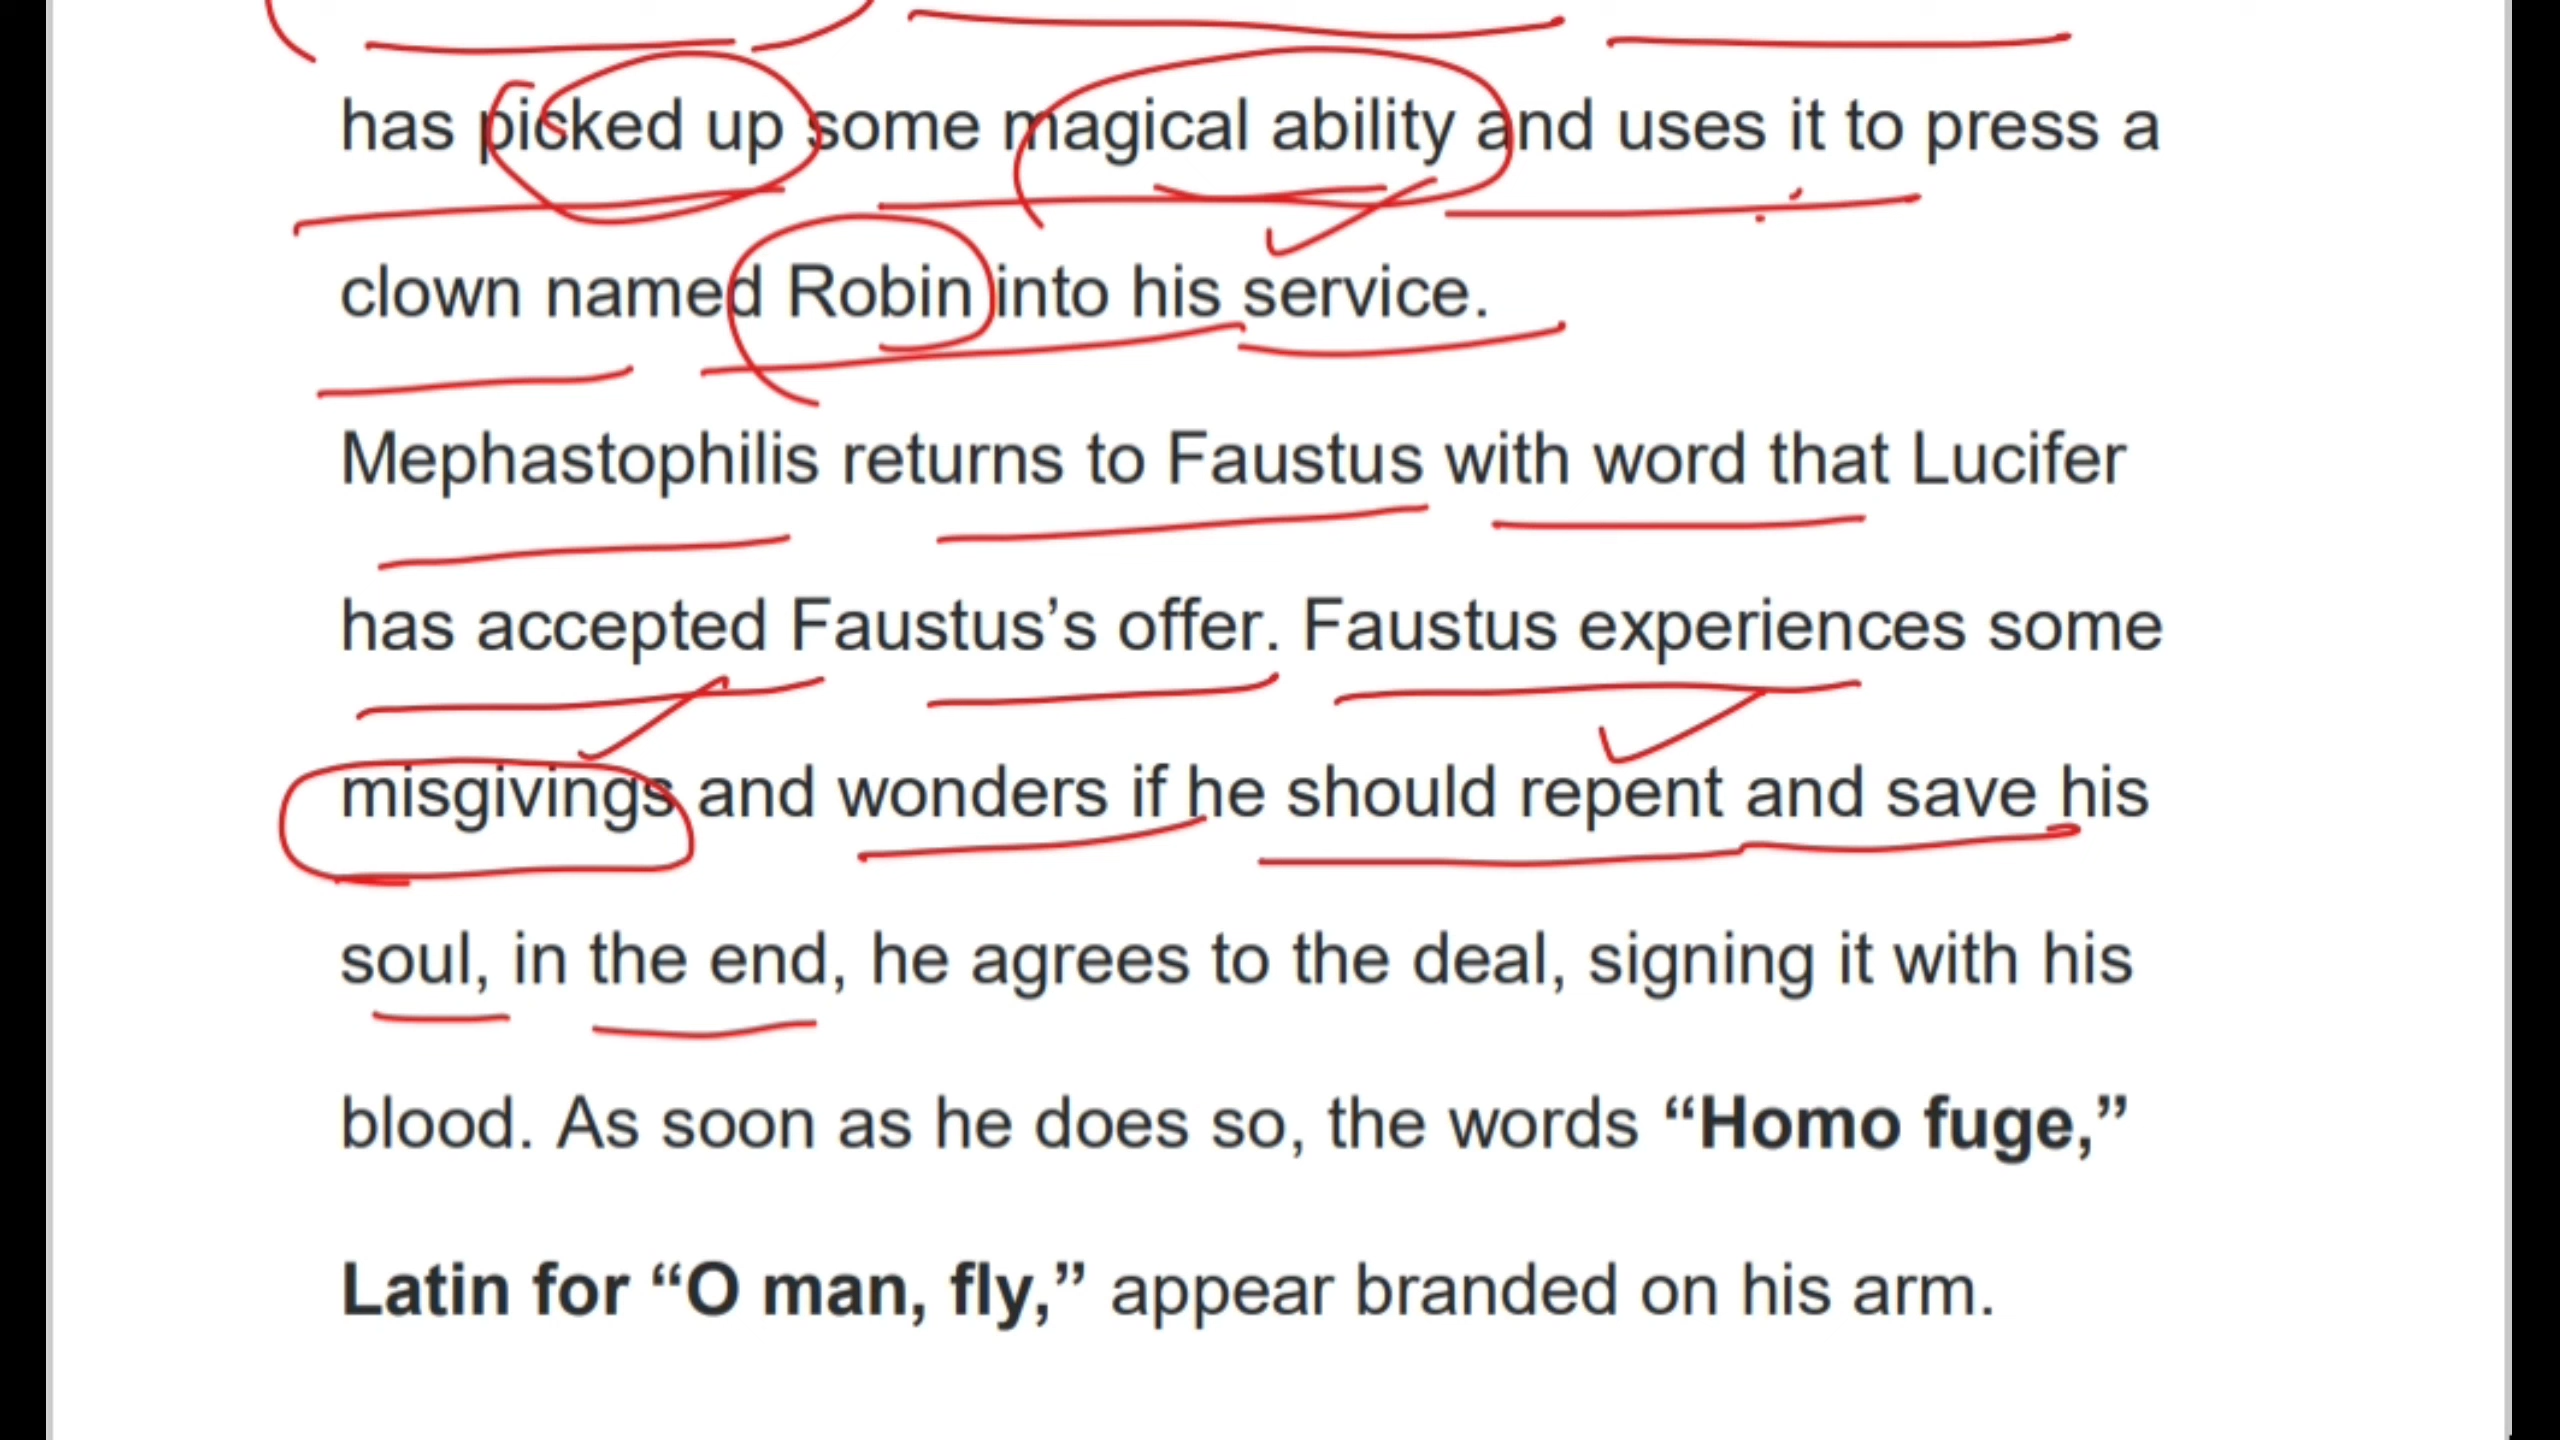 has picked up some magical ability and uses it to press a
clown named Robin into his service.
Mephastophilis returns to Faustus with word that Lucifer
has accepted Faustus’s offer. Faustus experiences some
misgivings and wonders if he should repent and save his
soul, in the end, he agrees to the deal, signing it with his
blood. As soon as he does so, the words “Homo fuge,”
Latin for “O man, fly,” appear branded on his arm.